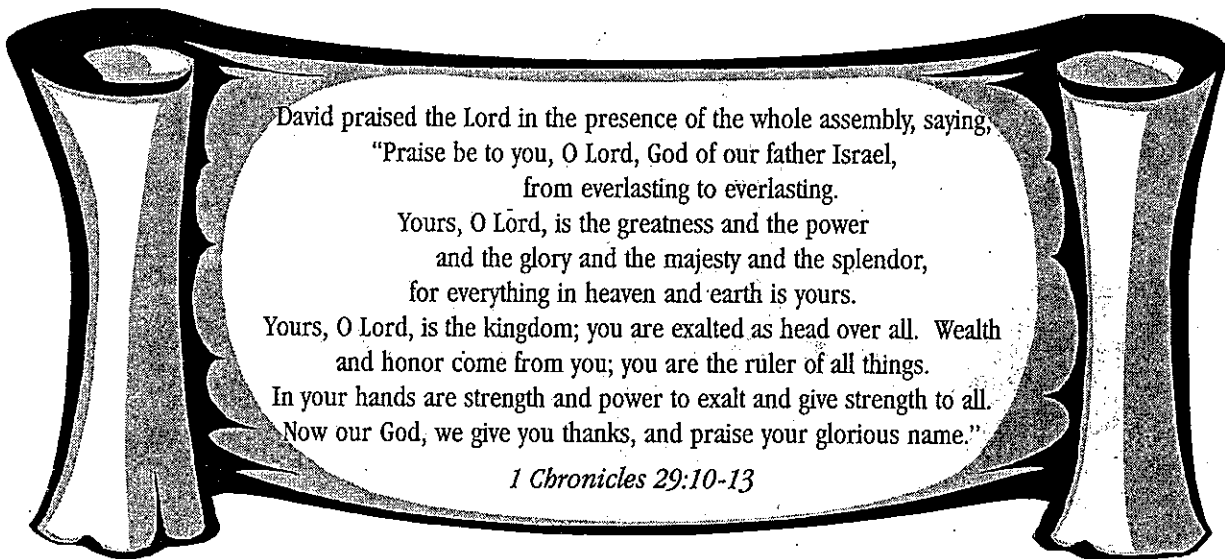 David praised the Lord in the presence of the whole assembly, saying,
“Praise be to you, O Lord, God of our father Israel,
from everlasting to everlasting.
Yours, O Lord, is the greatness and the power
and the glory and the majesty and the splendor,
for everything in heaven and earth is yours.
Yours, O Lord, is the kingdom; you are exalted as head over all.  Wealth
and honor come from you; you are the ruler of all things.
In your hands are strength and power to exalt and give strength to all.
Now our God, we give you thanks, and praise your glorious name.”
1 Chronicles 29:10-13